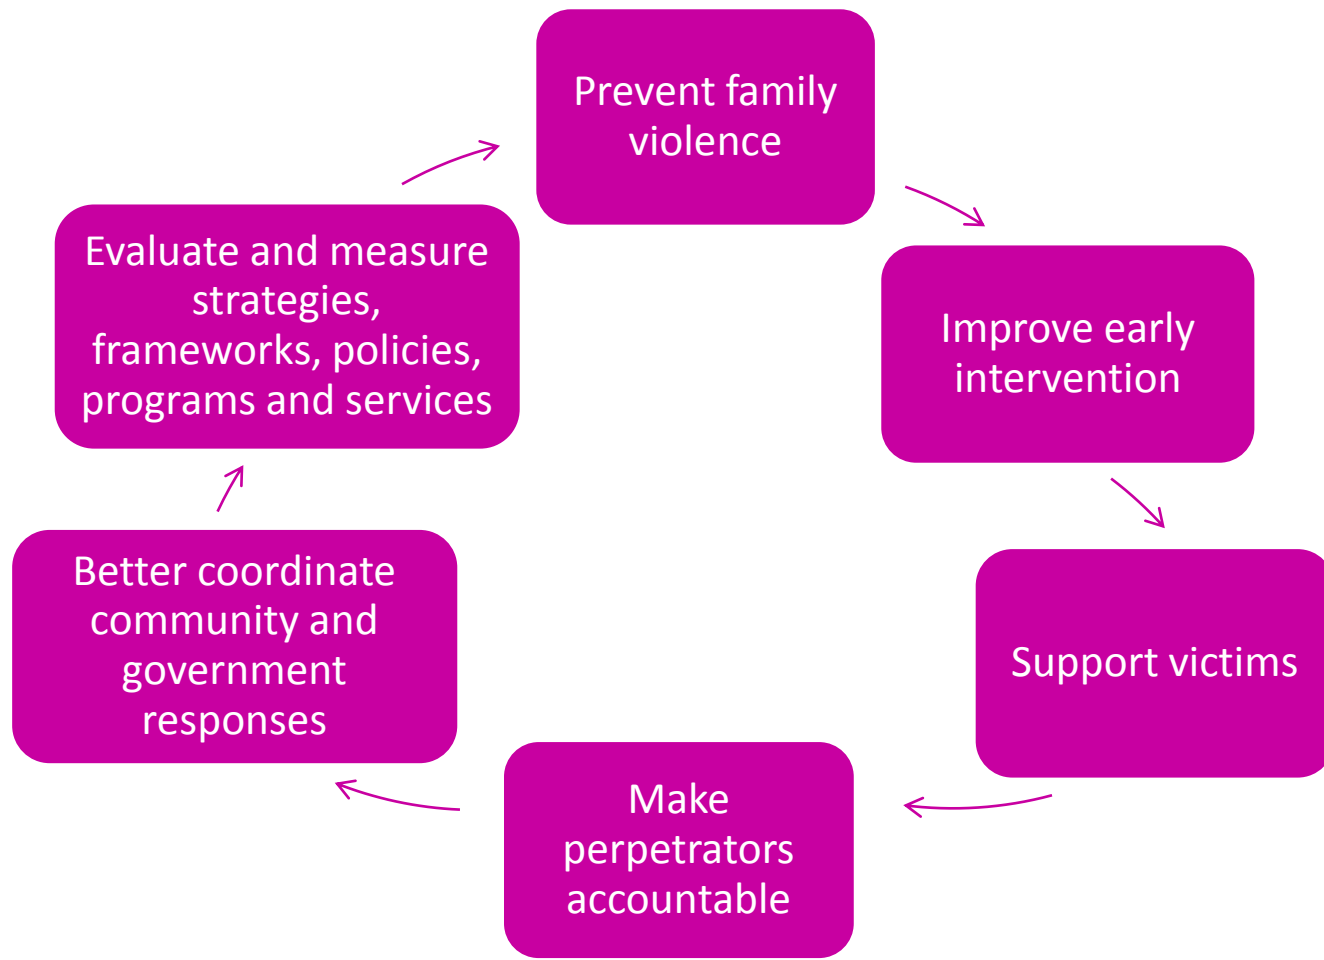 Prevent family
violence
Improve early
intervention
Support victims
Make
perpetrators
accountable
Better coordinate
community and
government
responses
Evaluate and measure
strategies,
frameworks, policies,
programs and services